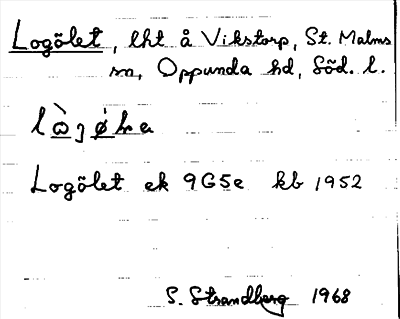 Logölet, lht å Vikstorp, St. Malms
sn, Oppunda hd, Söd. l.
Logölet ek 9G5e kb 1952
S. Strandberg 1968